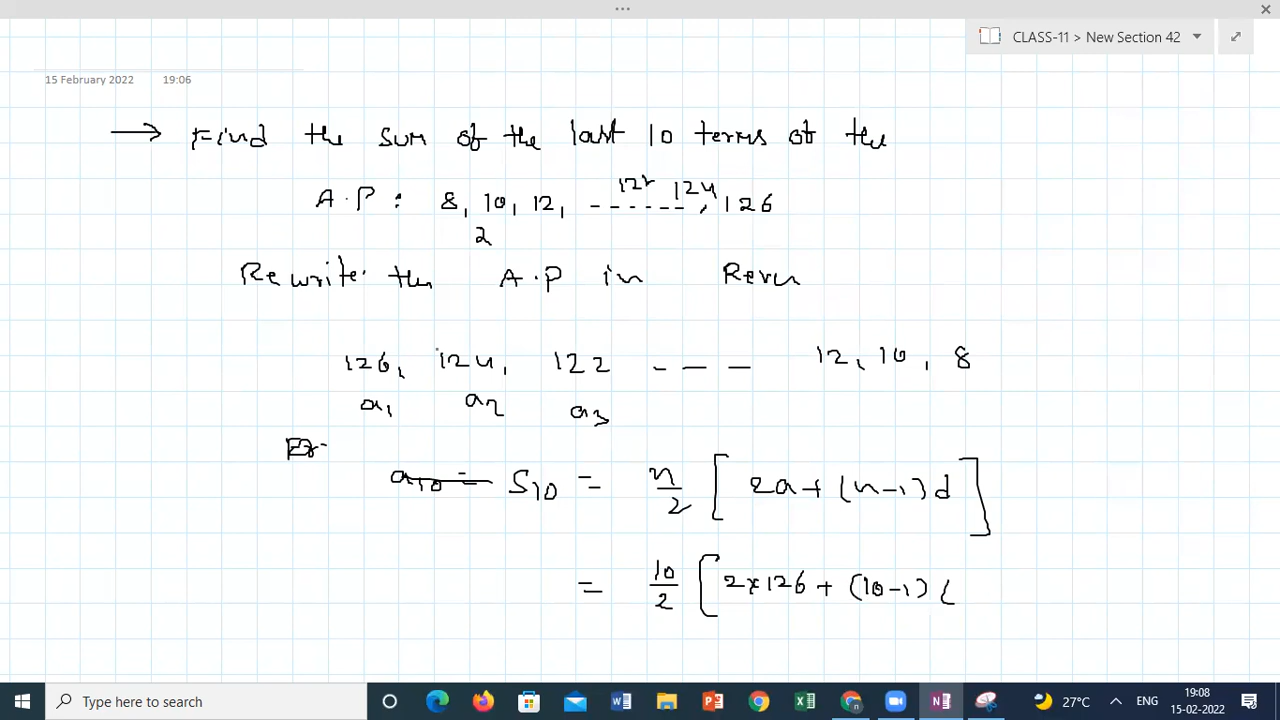 CLASS-11 > New Section 42
15 February 2022 19:06
→ Find the sum of the last 10 terms of the
122 124
A.P : 8, 10, 12, ------, 126
2
Rewrite the A.P in
126, 124, 122 - - - 12, 10, 8
a1 a2 a3
a10 = S10 = n/2 [ 2a + (n-1)d ]
= 10/2 [ 2×126 + (10-1) (
Type here to search
27°C ENG 19:08
15-02-2022